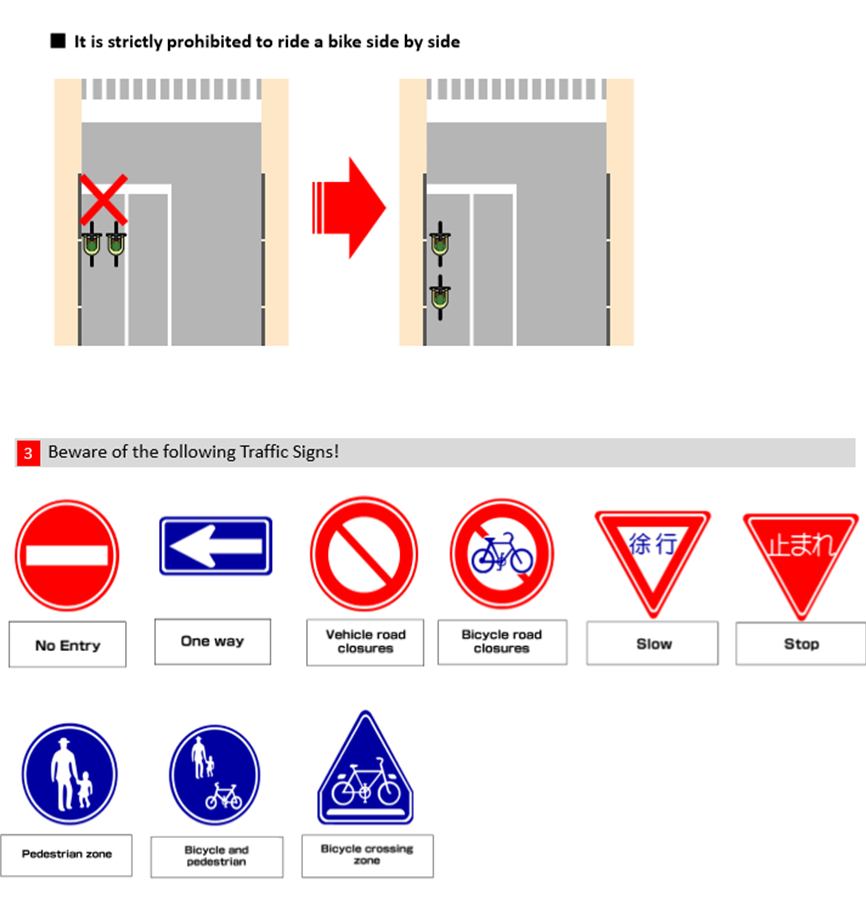 It is strictly prohibited to ride a bike side by side
3 Beware of the following Traffic Signs!
徐行
止まれ
No Entry
One way
Vehicle road
closures
Bicycle road
closures
Slow
Stop
Pedestrian zone
Bicycle and
pedestrian
Bicycle crossing
zone